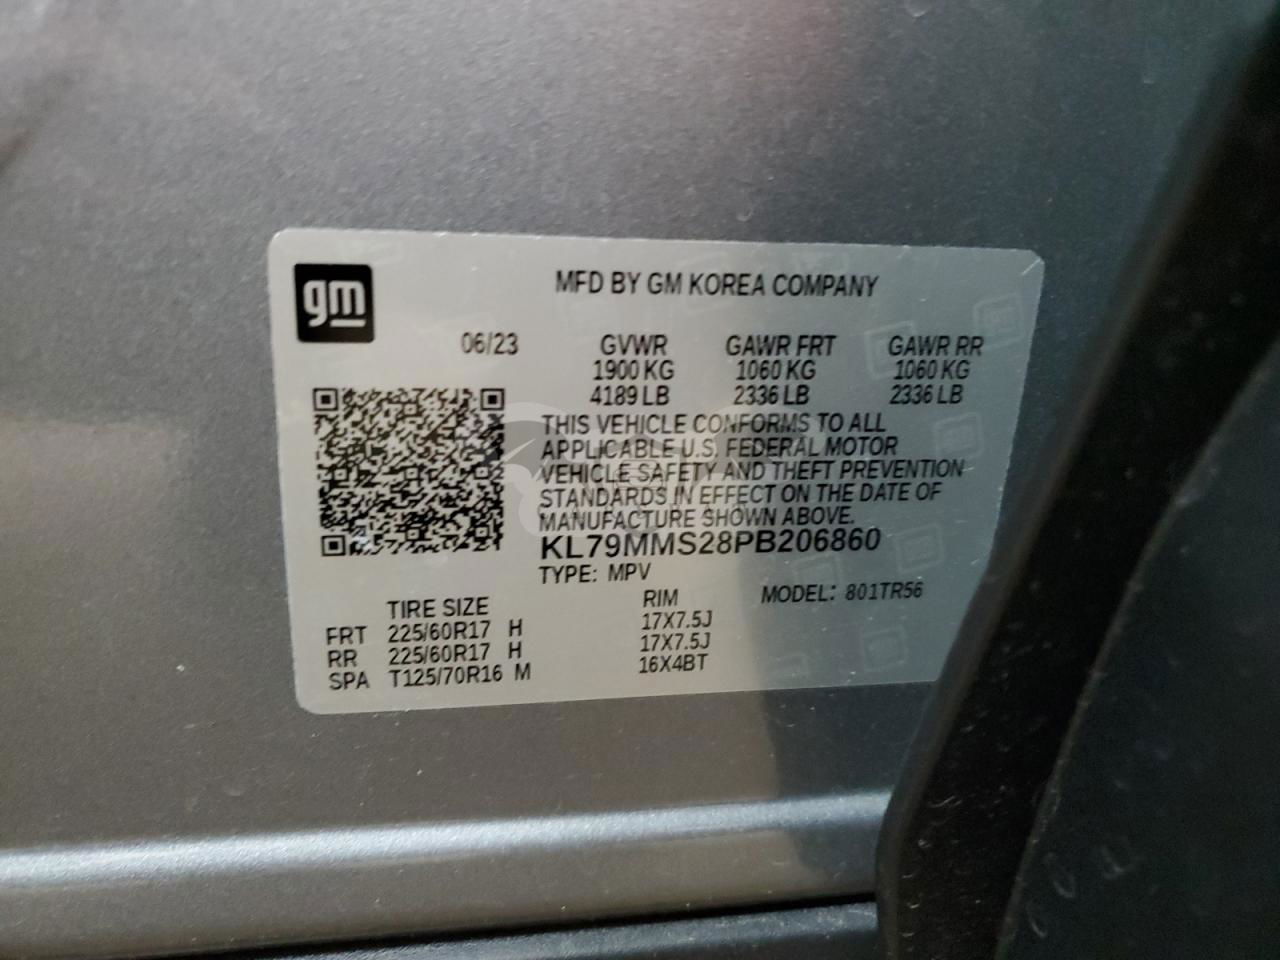 gm
MFD BY GM KOREA COMPANY
06/23 GVWR GAWR FRT GAWR RR
1900 KG 1060 KG 1060 KG
4189 LB 2336 LB 2336 LB
THIS VEHICLE CONFORMS TO ALL
APPLICABLE U.S. FEDERAL MOTOR
VEHICLE SAFETY AND THEFT PREVENTION
STANDARDS IN EFFECT ON THE DATE OF
MANUFACTURE SHOWN ABOVE.
KL79MMS28PB206860
TYPE: MPV
MODEL: 801TR56
TIRE SIZE RIM
FRT 225/60R17 H 17X7.5J
RR 225/60R17 H 17X7.5J
SPA T125/70R16 M 16X4BT